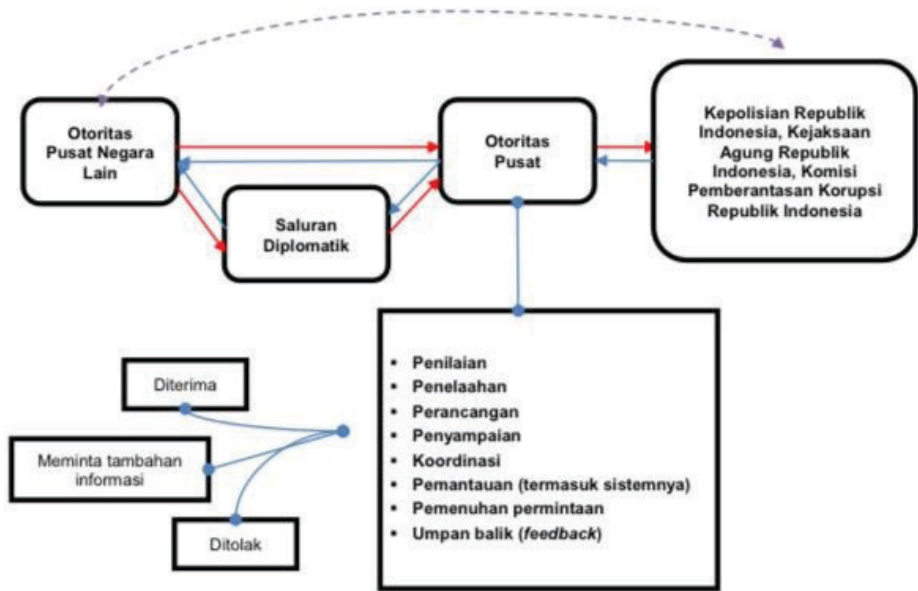 Otoritas
Pusat Negara
Lain
Saluran
Diplomatik
Otoritas
Pusat
Kepolisian Republik
Indonesia, Kejaksaan
Agung Republik
Indonesia, Komisi
Pemberantasan Korupsi
Republik Indonesia
Diterima
Meminta tambahan
informasi
Ditolak
▪ Penilaian
▪ Penelaahan
▪ Perancangan
▪ Penyampaian
▪ Koordinasi
▪ Pemantauan (termasuk sistemnya)
▪ Pemenuhan permintaan
▪ Umpan balik (feedback)